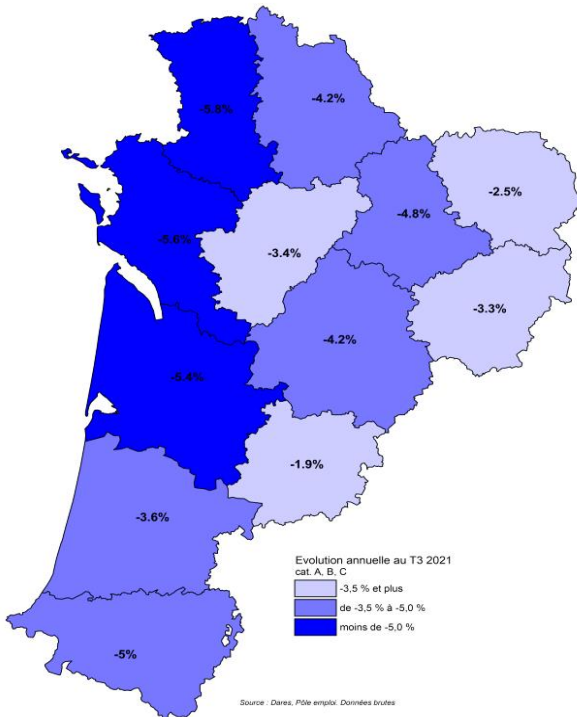 -5.8%
-4.2%
-2.5%
-4.8%
-5.6%
-3.4%
-3.3%
-4.2%
-5.4%
-1.9%
-3.6%
Evolution annuelle au T3 2021
cat. A, B, C
-3,5 % et plus
de -3,5 % à -5,0 %
moins de -5,0 %
-5%
Source : Dares, Pôle emploi. Données brutes